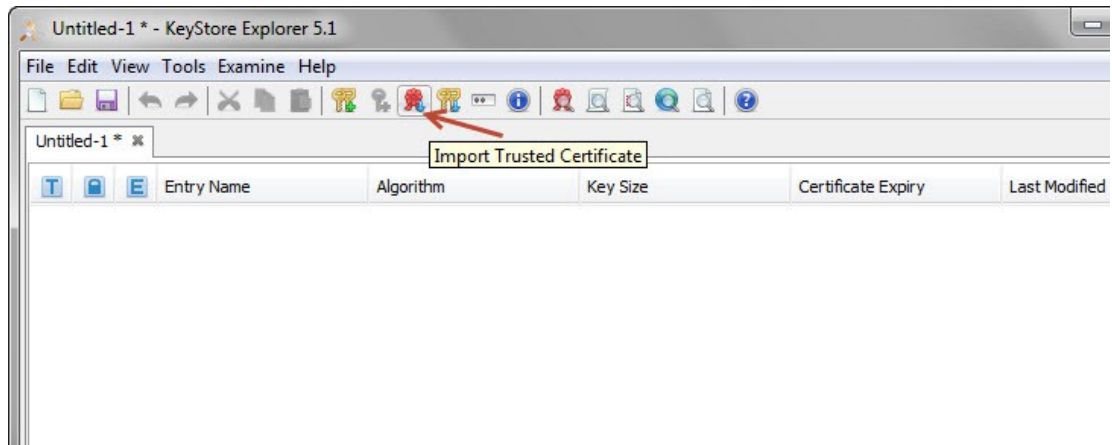 Untitled-1 * - KeyStore Explorer 5.1
File Edit View Tools Examine Help
Untitled-1 *
Import Trusted Certificate
T E Entry Name Algorithm Key Size Certificate Expiry Last Modified